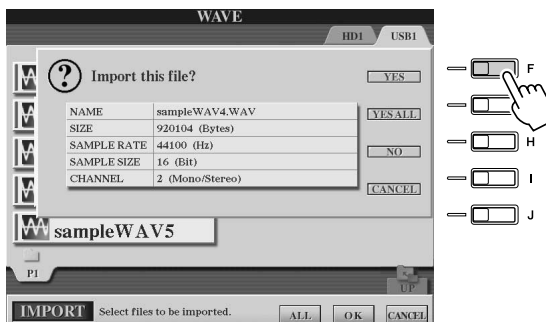 WAVE
HD1 USB1
Import this file?
YES
NAME sampleWAV4.WAV
SIZE 920104 (Bytes)
SAMPLE RATE 44100 (Hz)
SAMPLE SIZE 16 (Bit)
CHANNEL 2 (Mono/Stereo)
YES ALL
NO
CANCEL
F
H
I
J
sampleWAV5
P1
UP
IMPORT Select files to be imported.
ALL OK CANCEL